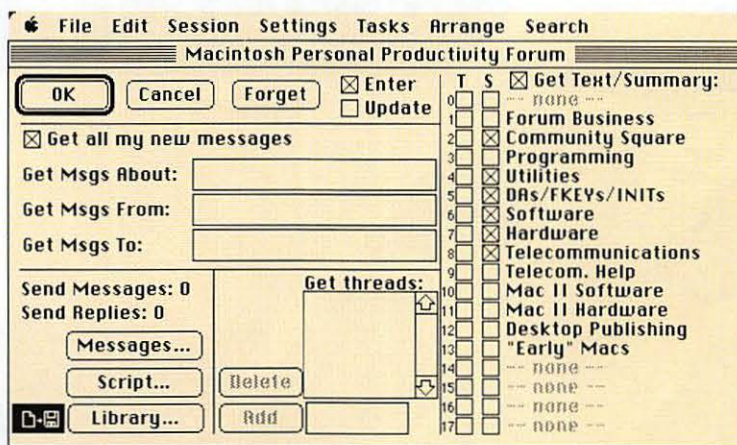 File Edit Session Settings Tasks Arrange Search
Macintosh Personal Productivity Forum
OK Cancel Forget Enter
Update
Get all my new messages
Get Msgs About:
Get Msgs From:
Get Msgs To:
Send Messages: 0
Send Replies: 0
Messages...
Script...
Library...
Get threads:
Delete
Add
T S Get Text/Summary:
0 -- none --
1 Forum Business
2 Community Square
3 Programming
4 Utilities
5 DAs/FKEYs/INITs
6 Software
7 Hardware
8 Telecommunications
9 Telecom. Help
10 Mac II Software
11 Mac II Hardware
12 Desktop Publishing
13 "Early" Macs
14 -- none --
15 -- none --
16 -- none --
17 -- none --